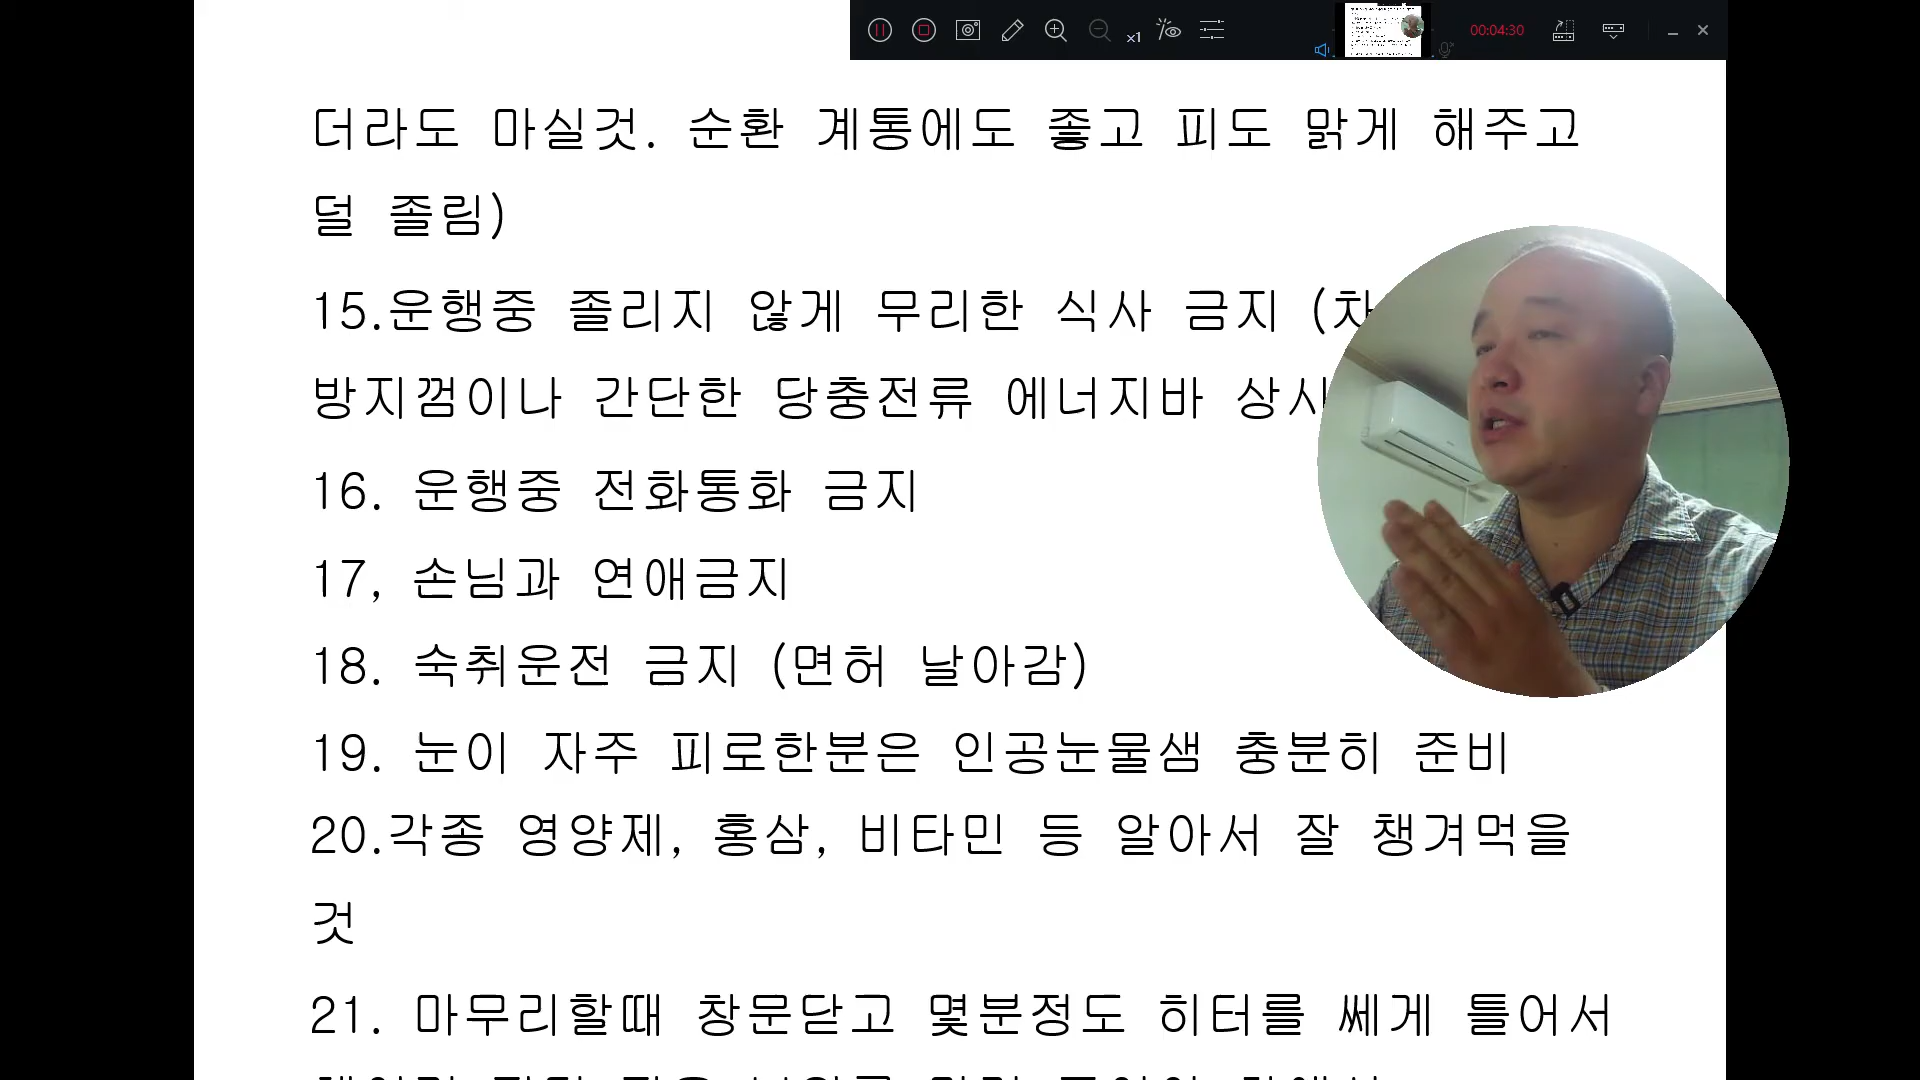 x1
00:04:30
더라도 마실것. 순환 계통에도 좋고 피도 맑게 해주고
덜 졸림)
15.운행중 졸리지 않게 무리한 식사 금지 (차
방지껌이나 간단한 당충전류 에너지바 상시
16. 운행중 전화통화 금지
17, 손님과 연애금지
18. 숙취운전 금지 (면허 날아감)
19. 눈이 자주 피로한분은 인공눈물샘 충분히 준비
20.각종 영양제, 홍삼, 비타민 등 알아서 잘 챙겨먹을
것
21. 마무리할때 창문닫고 몇분정도 히터를 쎄게 틀어서